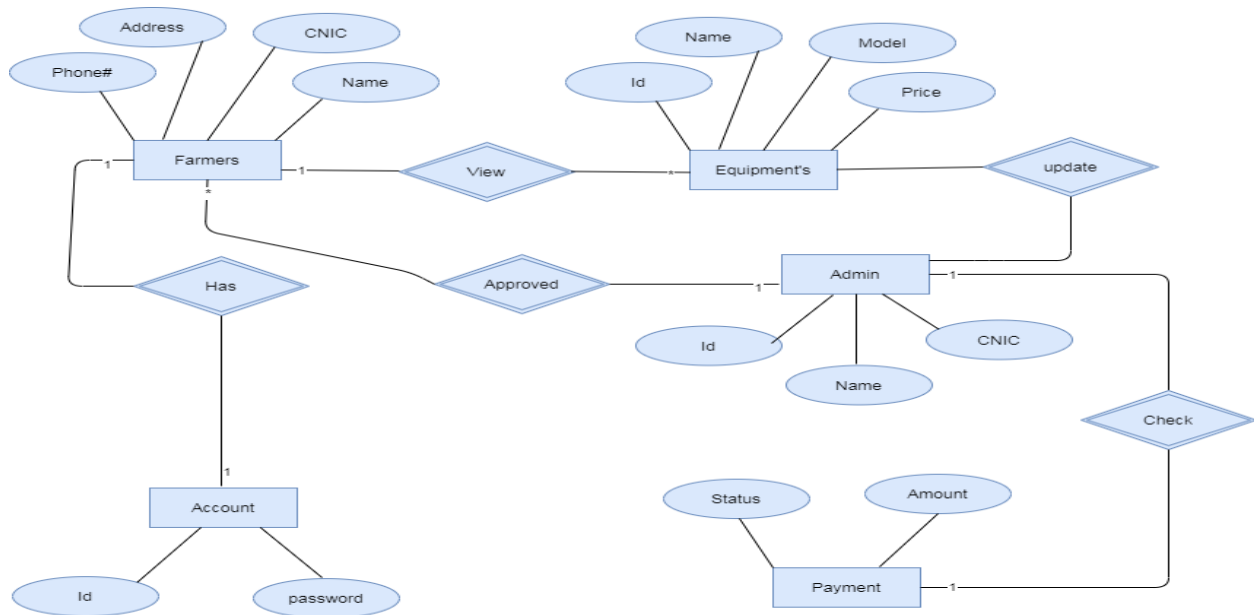 Address
CNIC
Phone#
Name
Name
Model
Id
Price
1
Farmers
1
View
*
Equipment's
update
*
Has
Approved
1
Admin
1
Id
CNIC
Name
Check
1
Account
Status
Amount
Id
password
Payment
1